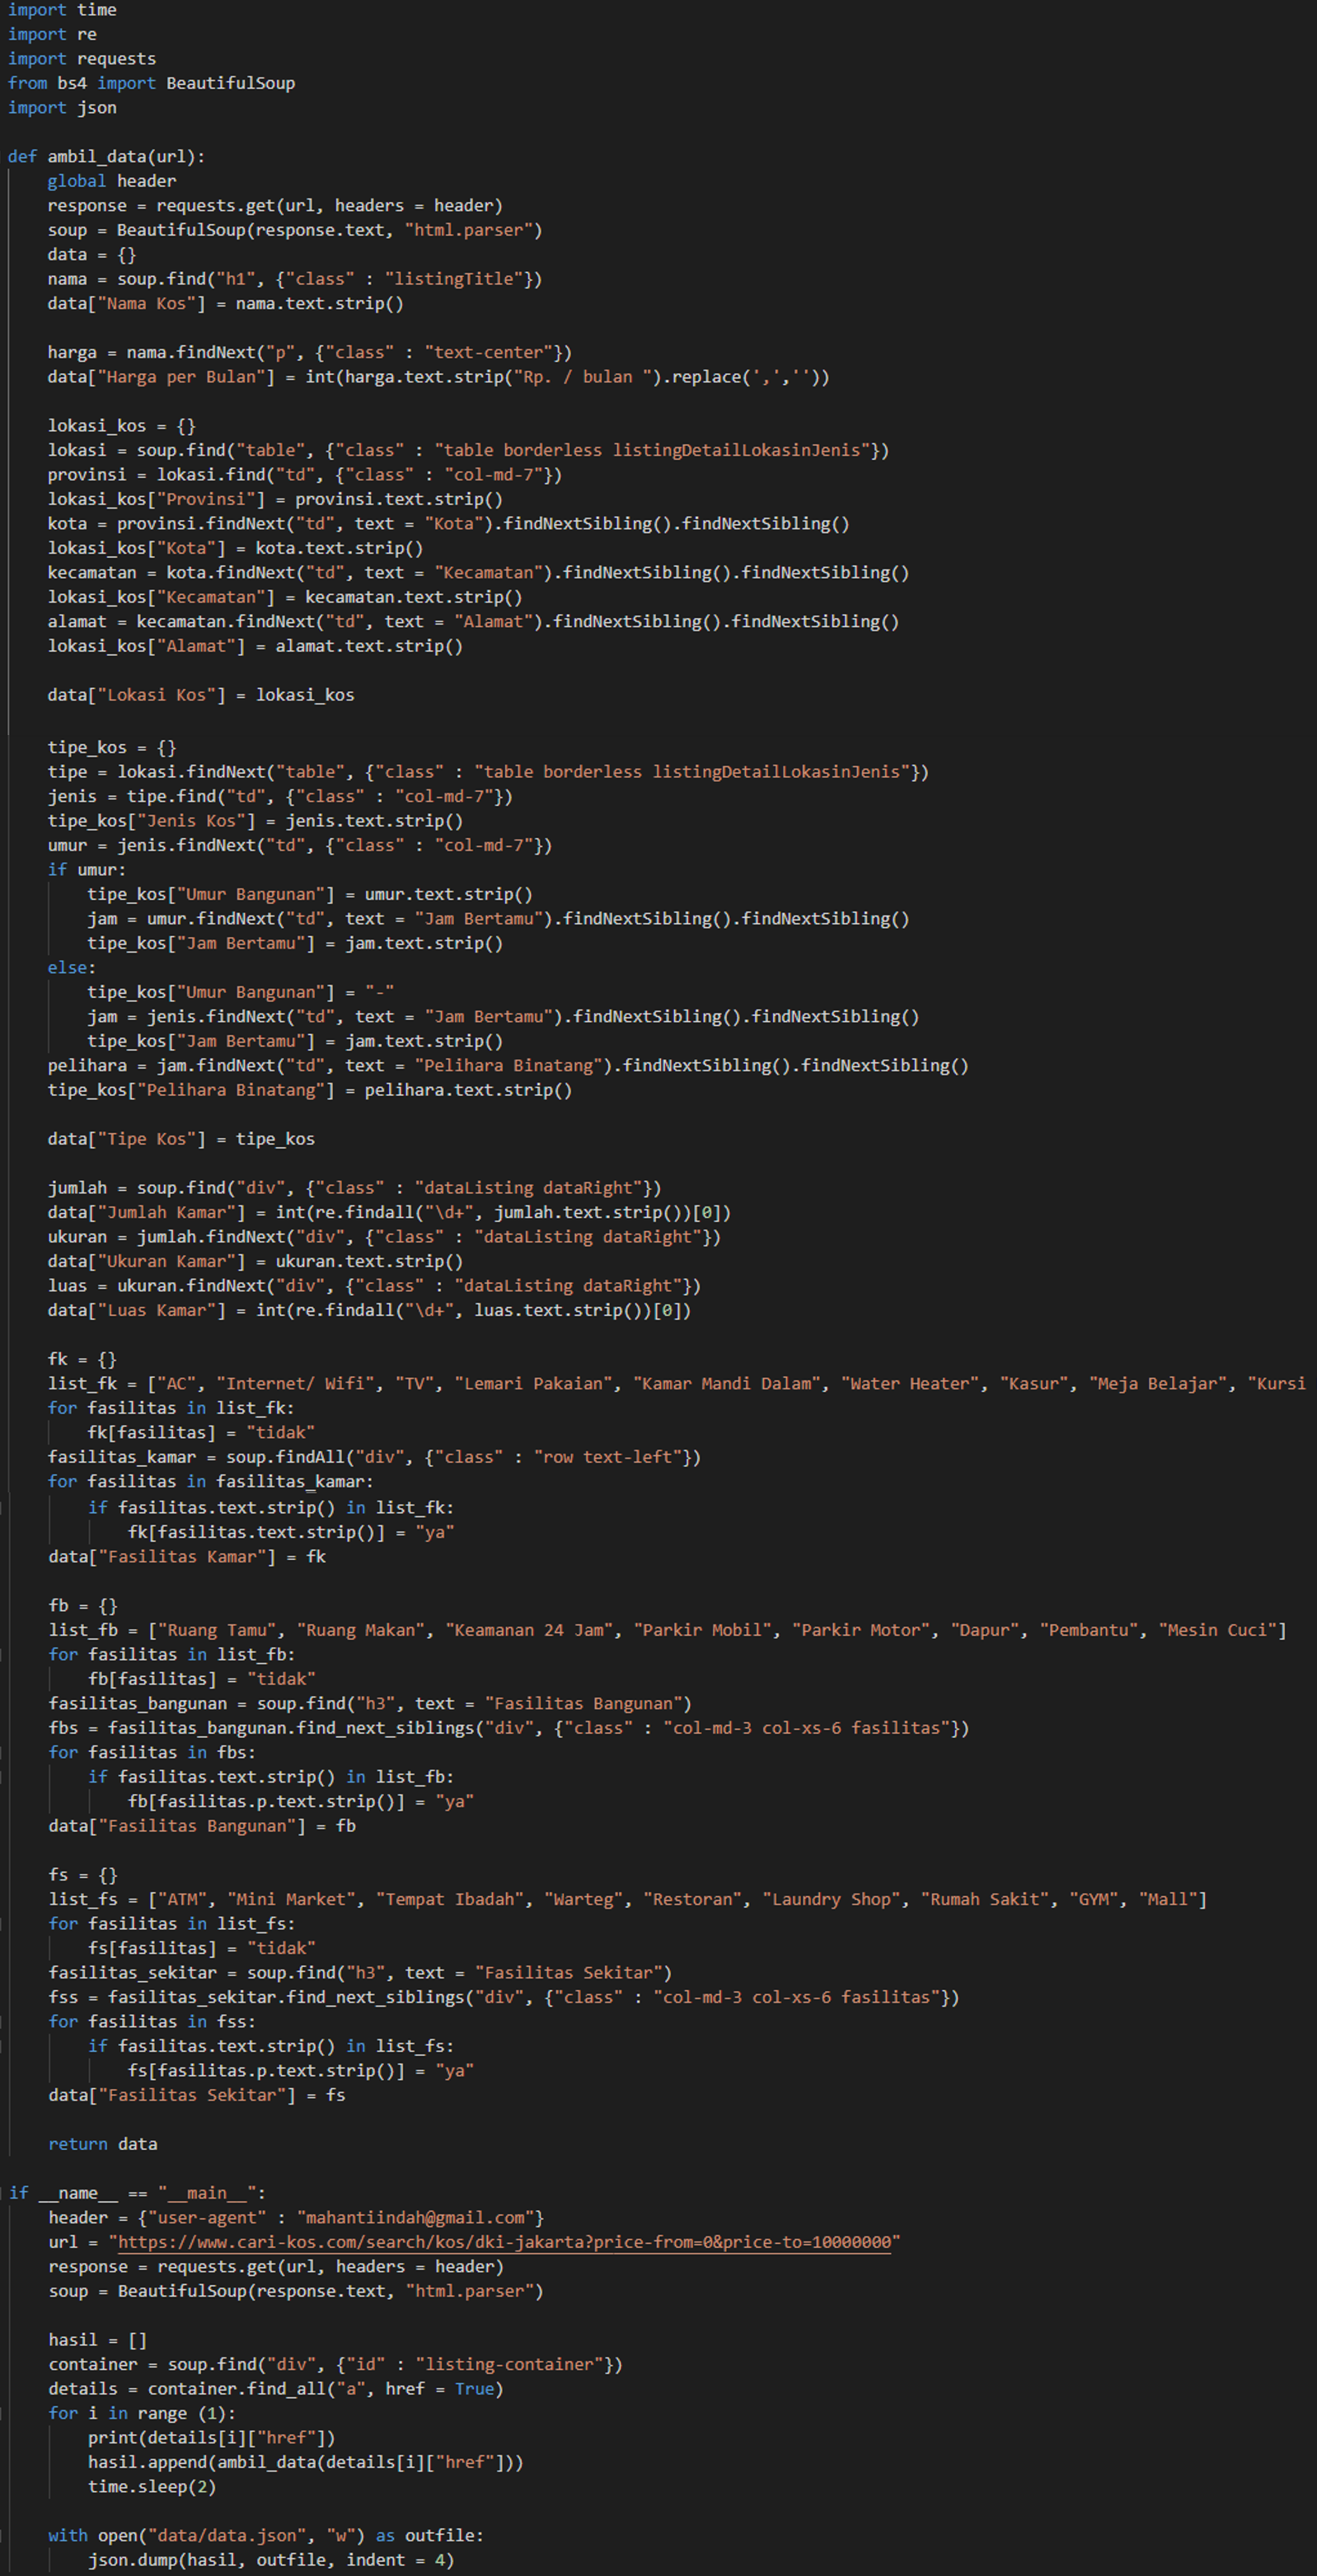 import time
import re
import requests
from bs4 import BeautifulSoup
import json

def ambil_data(url):
    global header
    response = requests.get(url, headers = header)
    soup = BeautifulSoup(response.text, "html.parser")
    data = {}
    nama = soup.find("h1", {"class" : "listingTitle"})
    data["Nama Kos"] = nama.text.strip()

    harga = nama.findNext("p", {"class" : "text-center"})
    data["Harga per Bulan"] = int(harga.text.strip("Rp. / bulan ").replace(',',''))

    lokasi_kos = {}
    lokasi = soup.find("table", {"class" : "table borderless listingDetailLokasinJenis"})
    provinsi = lokasi.find("td", {"class" : "col-md-7"})
    lokasi_kos["Provinsi"] = provinsi.text.strip()
    kota = provinsi.findNext("td", text = "Kota").findNextSibling().findNextSibling()
    lokasi_kos["Kota"] = kota.text.strip()
    kecamatan = kota.findNext("td", text = "Kecamatan").findNextSibling().findNextSibling()
    lokasi_kos["Kecamatan"] = kecamatan.text.strip()
    alamat = kecamatan.findNext("td", text = "Alamat").findNextSibling().findNextSibling()
    lokasi_kos["Alamat"] = alamat.text.strip()

    data["Lokasi Kos"] = lokasi_kos

    tipe_kos = {}
    tipe = lokasi.findNext("table", {"class" : "table borderless listingDetailLokasinJenis"})
    jenis = tipe.find("td", {"class" : "col-md-7"})
    tipe_kos["Jenis Kos"] = jenis.text.strip()
    umur = jenis.findNext("td", {"class" : "col-md-7"})
    if umur:
        tipe_kos["Umur Bangunan"] = umur.text.strip()
        jam = umur.findNext("td", text = "Jam Bertamu").findNextSibling().findNextSibling()
        tipe_kos["Jam Bertamu"] = jam.text.strip()
    else:
        tipe_kos["Umur Bangunan"] = "-"
        jam = jenis.findNext("td", text = "Jam Bertamu").findNextSibling().findNextSibling()
        tipe_kos["Jam Bertamu"] = jam.text.strip()
    pelihara = jam.findNext("td", text = "Pelihara Binatang").findNextSibling().findNextSibling()
    tipe_kos["Pelihara Binatang"] = pelihara.text.strip()

    data["Tipe Kos"] = tipe_kos

    jumlah = soup.find("div", {"class" : "dataListing dataRight"})
    data["Jumlah Kamar"] = int(re.findall("\d+", jumlah.text.strip())[0])
    ukuran = jumlah.findNext("div", {"class" : "dataListing dataRight"})
    data["Ukuran Kamar"] = ukuran.text.strip()
    luas = ukuran.findNext("div", {"class" : "dataListing dataRight"})
    data["Luas Kamar"] = int(re.findall("\d+", luas.text.strip())[0])

    fk = {}
    list_fk = ["AC", "Internet/ Wifi", "TV", "Lemari Pakaian", "Kamar Mandi Dalam", "Water Heater", "Kasur", "Meja Belajar", "Kursi
    for fasilitas in list_fk:
        fk[fasilitas] = "tidak"
    fasilitas_kamar = soup.findAll("div", {"class" : "row text-left"})
    for fasilitas in fasilitas_kamar:
        if fasilitas.text.strip() in list_fk:
            fk[fasilitas.text.strip()] = "ya"
    data["Fasilitas Kamar"] = fk

    fb = {}
    list_fb = ["Ruang Tamu", "Ruang Makan", "Keamanan 24 Jam", "Parkir Mobil", "Parkir Motor", "Dapur", "Pembantu", "Mesin Cuci"]
    for fasilitas in list_fb:
        fb[fasilitas] = "tidak"
    fasilitas_bangunan = soup.find("h3", text = "Fasilitas Bangunan")
    fbs = fasilitas_bangunan.find_next_siblings("div", {"class" : "col-md-3 col-xs-6 fasilitas"})
    for fasilitas in fbs:
        if fasilitas.text.strip() in list_fb:
            fb[fasilitas.p.text.strip()] = "ya"
    data["Fasilitas Bangunan"] = fb

    fs = {}
    list_fs = ["ATM", "Mini Market", "Tempat Ibadah", "Warteg", "Restoran", "Laundry Shop", "Rumah Sakit", "GYM", "Mall"]
    for fasilitas in list_fs:
        fs[fasilitas] = "tidak"
    fasilitas_sekitar = soup.find("h3", text = "Fasilitas Sekitar")
    fss = fasilitas_sekitar.find_next_siblings("div", {"class" : "col-md-3 col-xs-6 fasilitas"})
    for fasilitas in fss:
        if fasilitas.text.strip() in list_fs:
            fs[fasilitas.p.text.strip()] = "ya"
    data["Fasilitas Sekitar"] = fs

    return data

if __name__ == "__main__":
    header = {"user-agent" : "mahantiindah@gmail.com"}
    url = "https://www.cari-kos.com/search/kos/dki-jakarta?price-from=0&price-to=10000000"
    response = requests.get(url, headers = header)
    soup = BeautifulSoup(response.text, "html.parser")

    hasil = []
    container = soup.find("div", {"id" : "listing-container"})
    details = container.find_all("a", href = True)
    for i in range (1):
        print(details[i]["href"])
        hasil.append(ambil_data(details[i]["href"]))
        time.sleep(2)

    with open("data/data.json", "w") as outfile:
        json.dump(hasil, outfile, indent = 4)